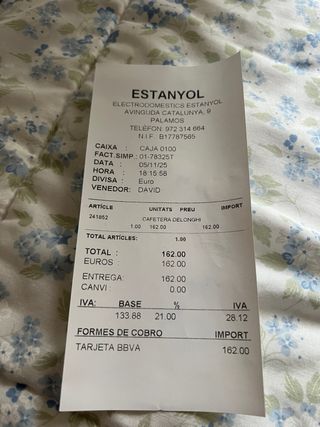 ESTANYOL
ELECTRODOMESTICS ESTANYOL
AVINGUDA CATALUNYA, 9
PALAMOS
TELÈFON: 972 314 664
N.I.F. B17787565
CAIXA : CAJA 0100
FACT.SIMP.: 01-78325T
DATA : 05/11/25
HORA : 18:15:58
DIVISA : Euro
VENEDOR: DAVID
ARTÍCLE UNITATS PREU IMPORT
241852 CAFETERA DELONGHI
1.00 162.00 162.00
TOTAL ARTÍCLES: 1.00
TOTAL : 162.00
EUROS : 162.00
ENTREGA: 162.00
CANVI : 0.00
IVA: BASE % IVA
133.88 21.00 28.12
FORMES DE COBRO IMPORT
TARJETA BBVA 162.00